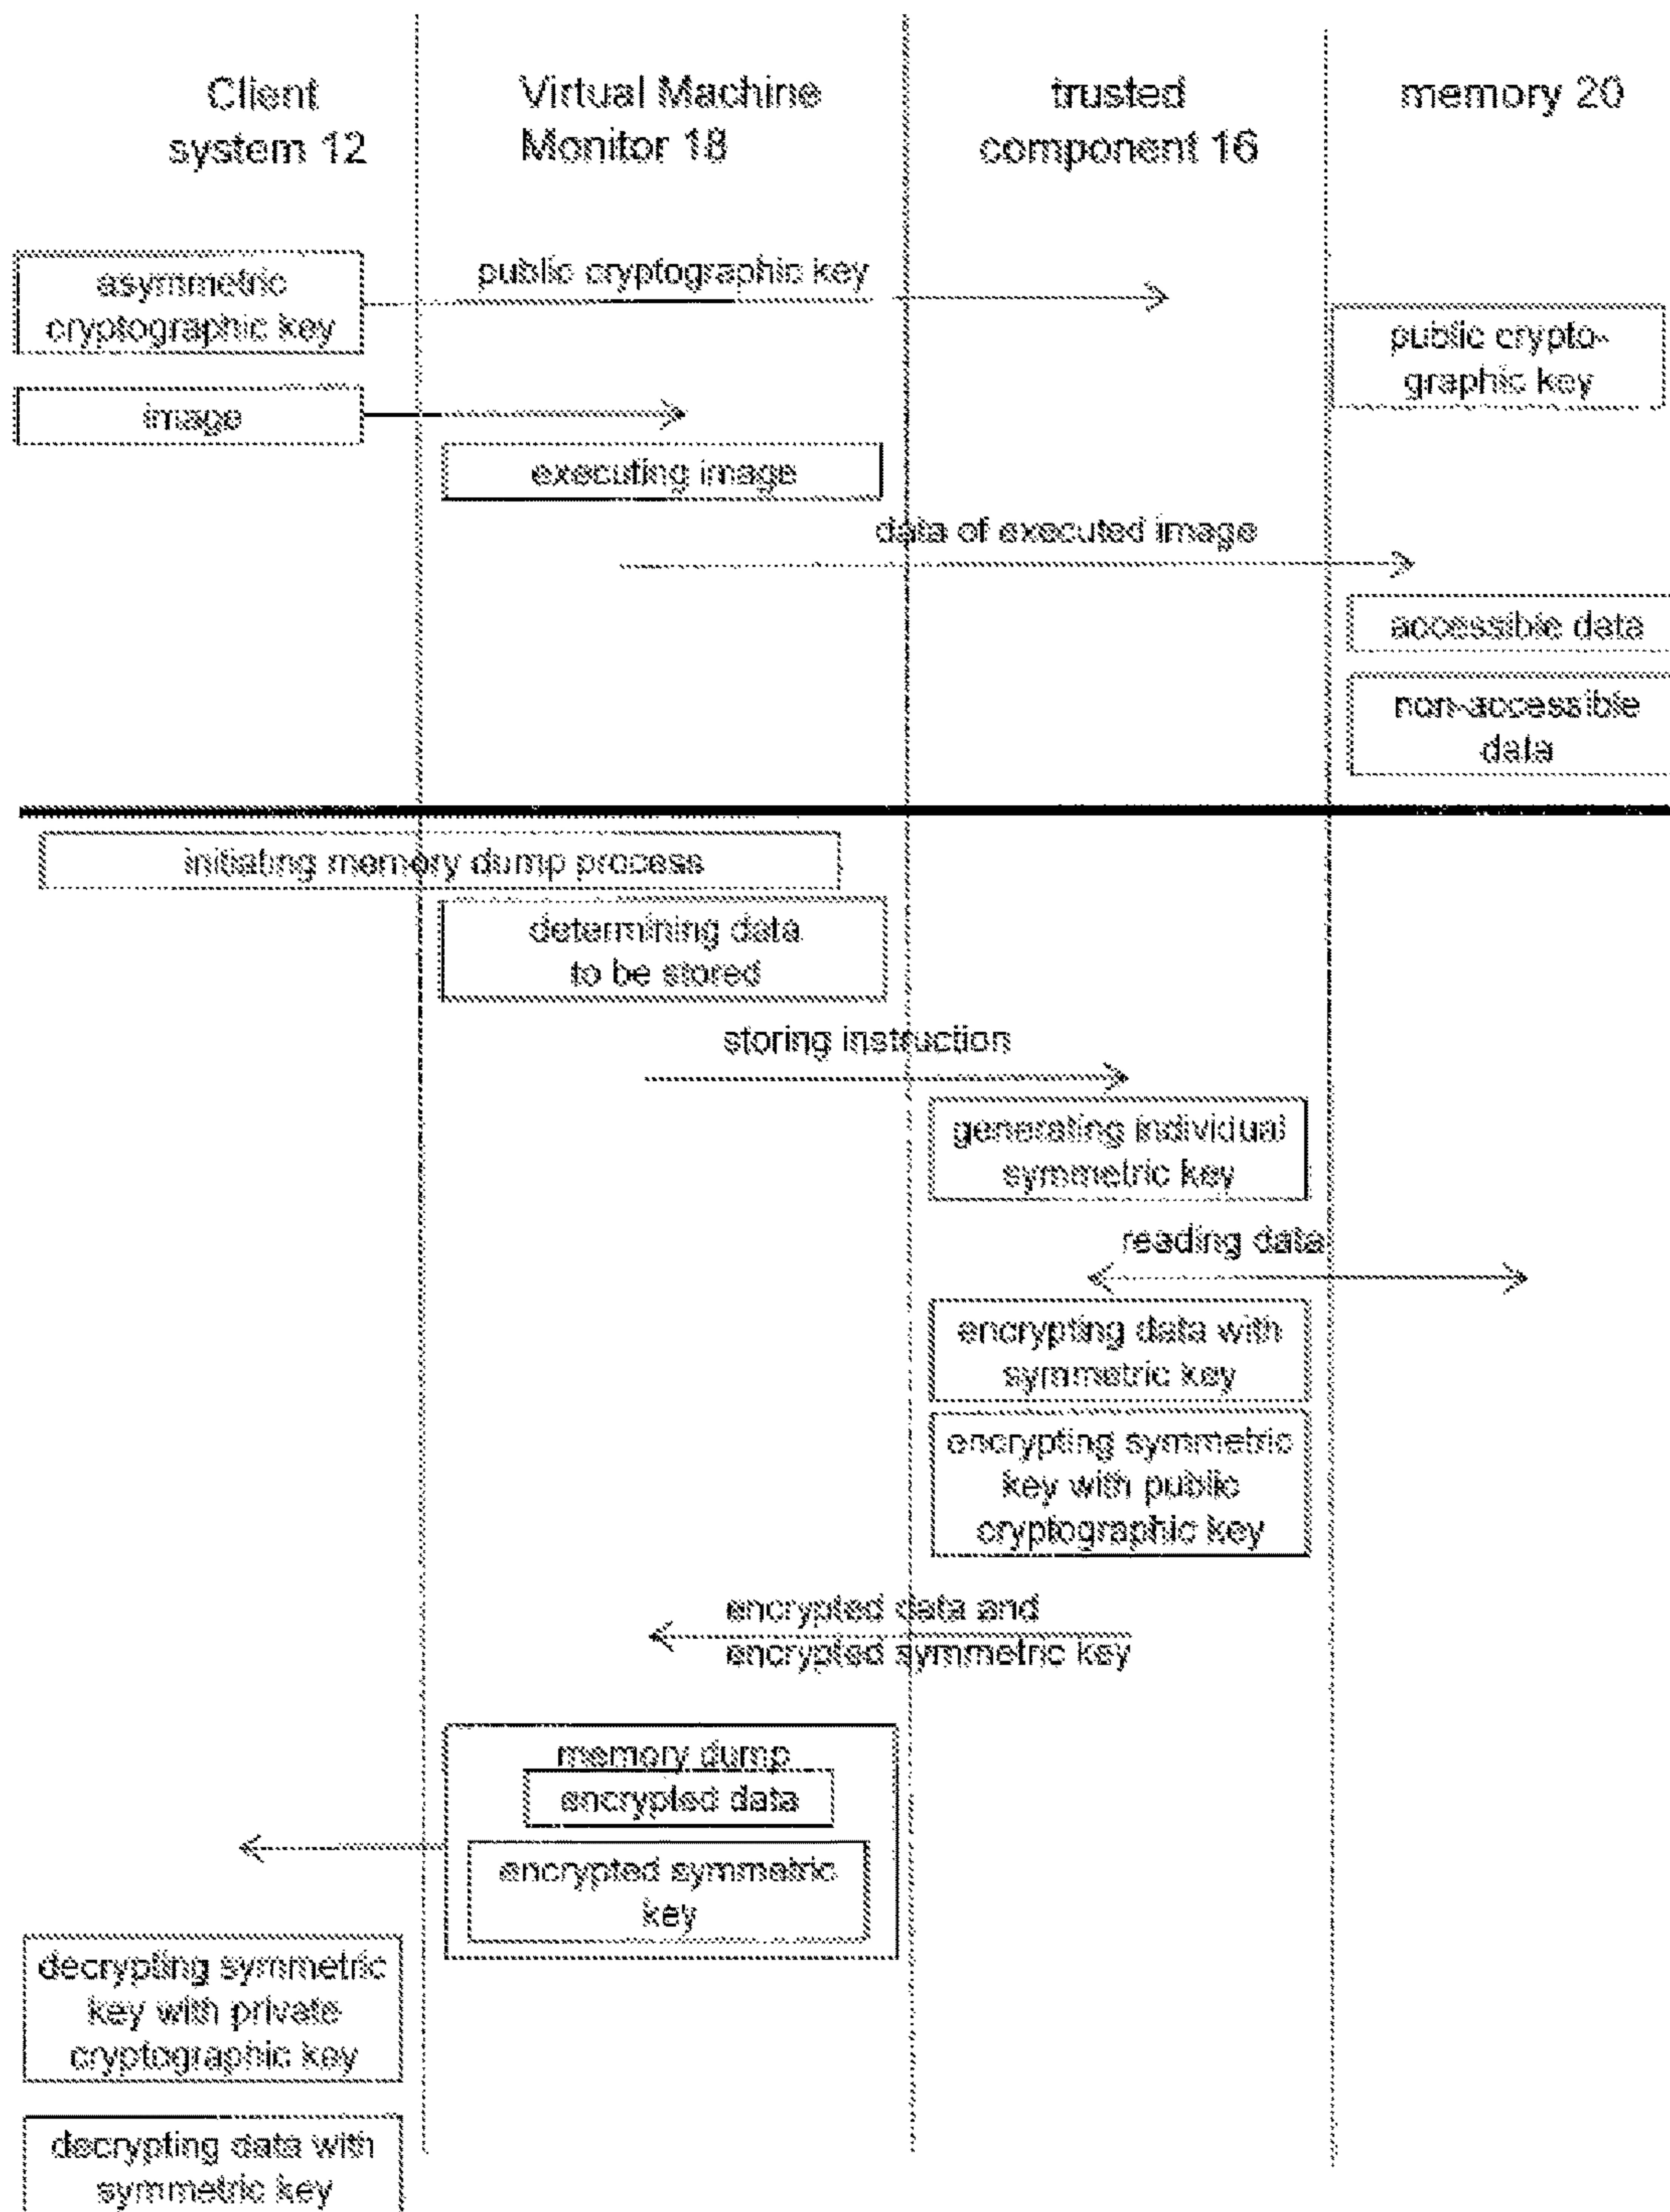 Client
system 12
Virtual Machine
Monitor 18
trusted
component 16
memory 20
asymmetric
cryptographic key
public cryptographic key
public crypto-
graphic key
image
executing image
data of executed image
accessible data
non-accessible
data
initiating memory dump process
determining data
to be stored
storing instruction
generating individual
symmetric key
reading data
encrypting data with
symmetric key
encrypting symmetric
key with public
cryptographic key
encrypted data and
encrypted symmetric key
memory dump
encrypted data
encrypted symmetric
key
decrypting symmetric
key with private
cryptographic key
decrypting data with
symmetric key